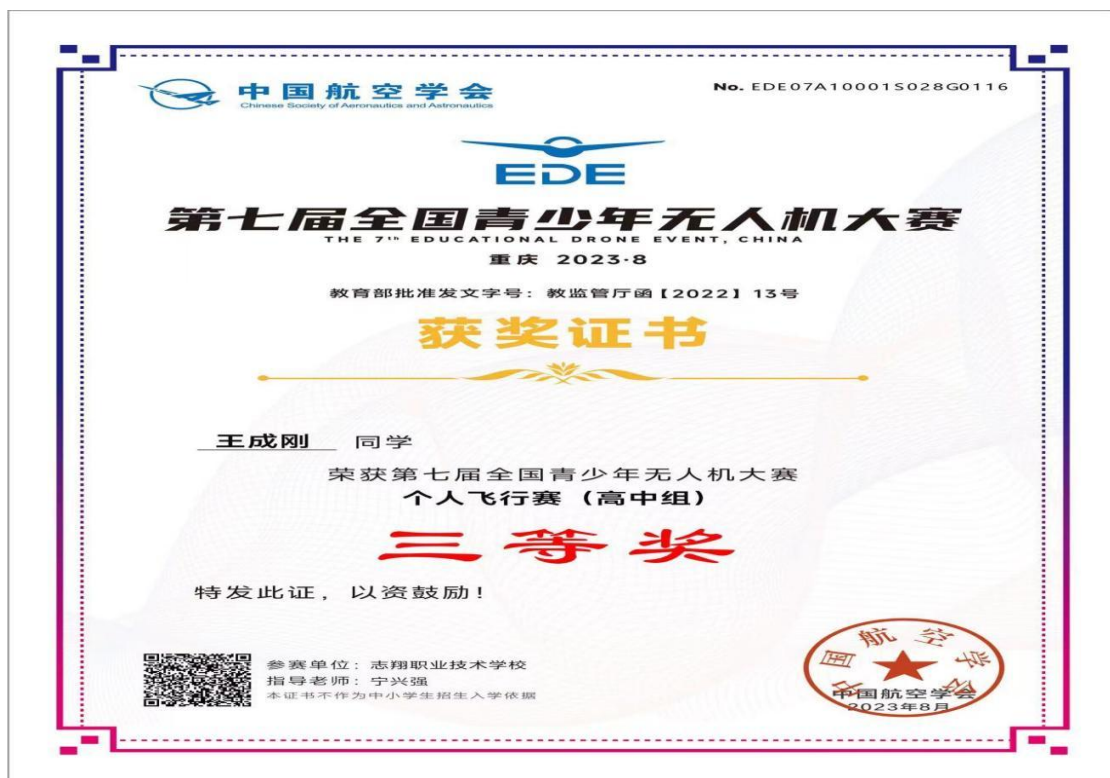 中国航空学会
Chinese Society of Aeronautics and Astronautics
No. EDE07A10001S028G0116
EDE
第七届全国青少年无人机大赛
THE 7th EDUCATIONAL DRONE EVENT, CHINA
重庆 2023·8
教育部批准发文字号：教监管厅函【2022】13号
获奖证书
王成刚 同学
荣获第七届全国青少年无人机大赛
个人飞行赛（高中组）
三等奖
特发此证，以资鼓励！
参赛单位：志翔职业技术学校
指导老师：宁兴强
本证书不作为中小学生招生入学依据
中国航空学会
中国航空学会
2023年8月